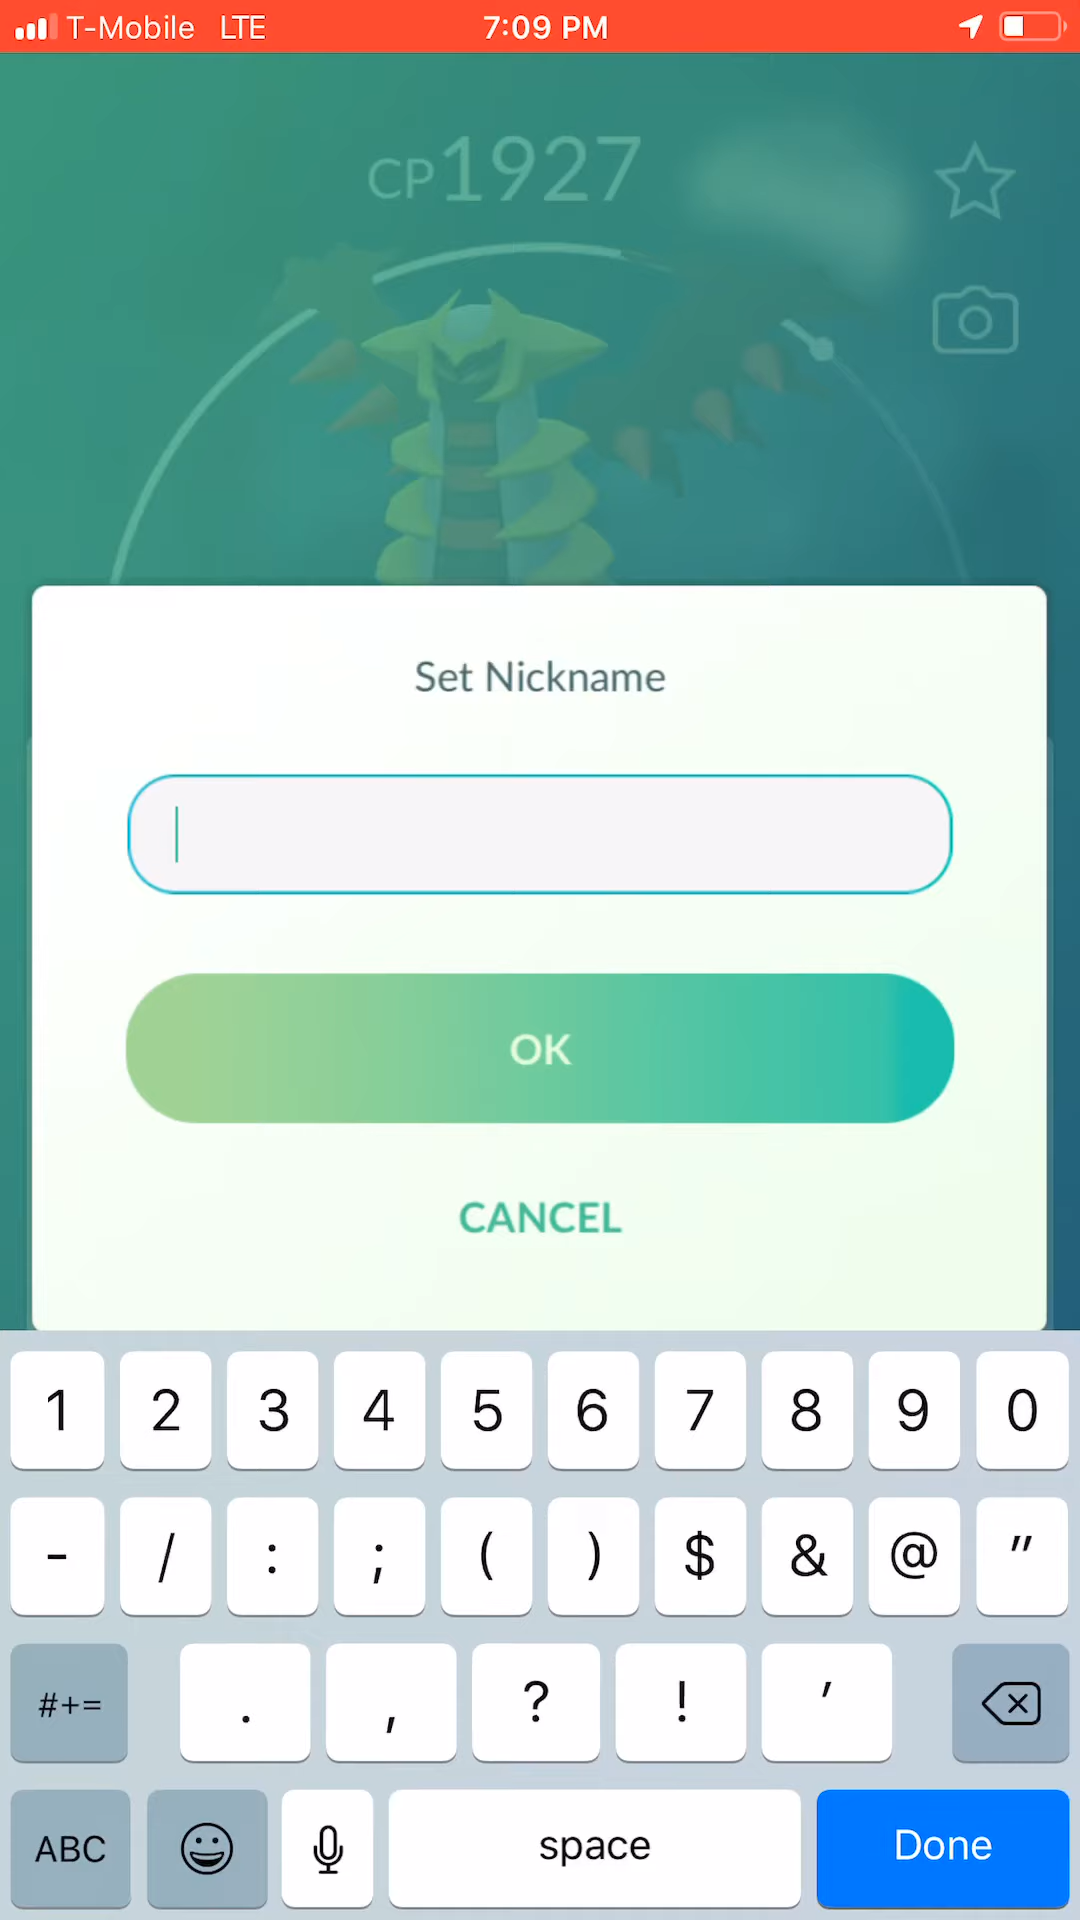 T-Mobile LTE 7:09 PM
CP1927
Set Nickname
OK
CANCEL
1 2 3 4 5 6 7 8 9 0
- / : ; ( ) $ & @ "
#+= . , ? ! '
ABC space Done